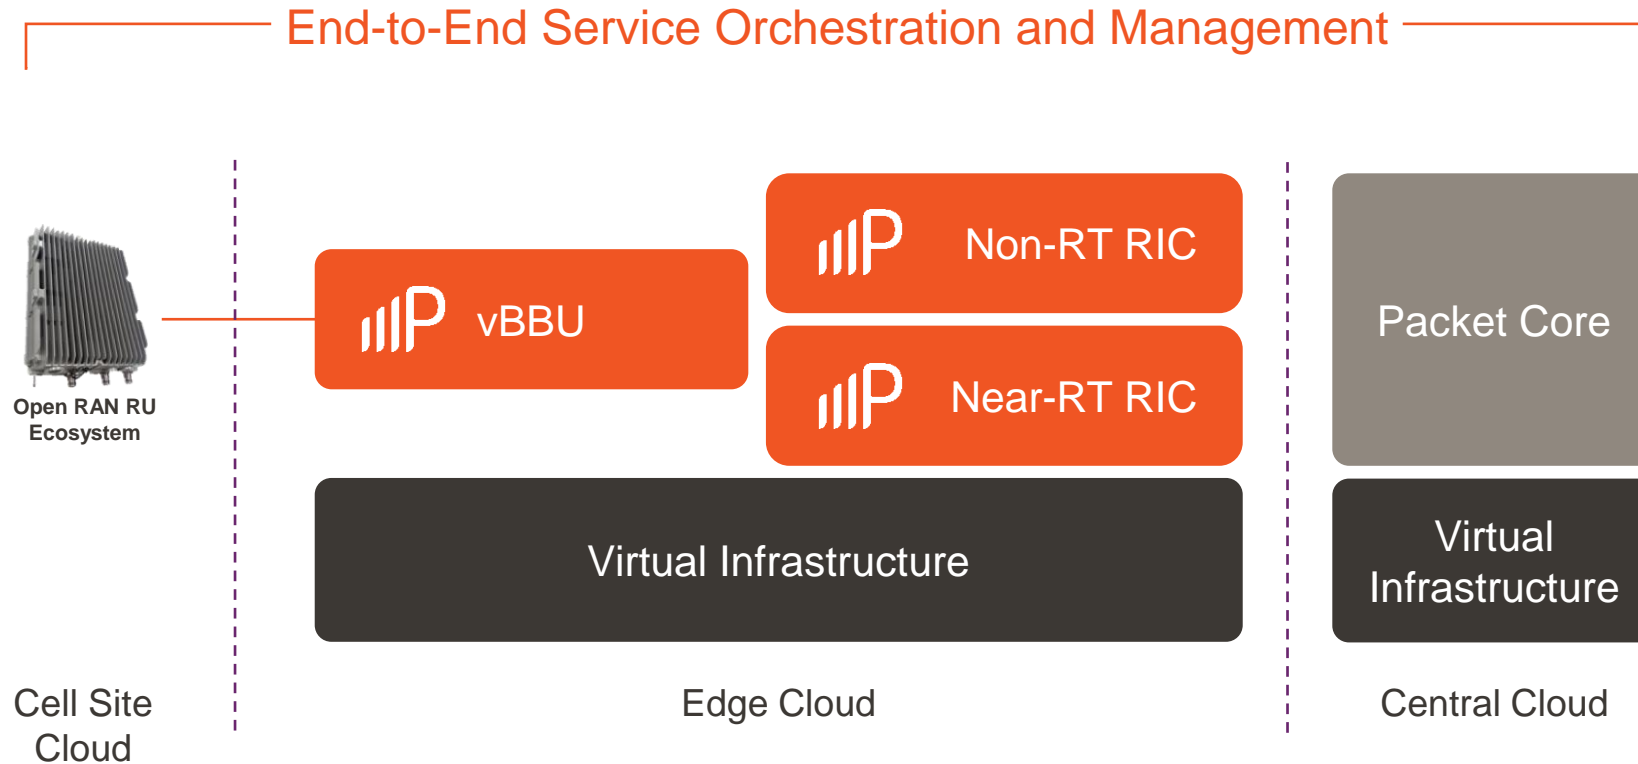 End-to-End Service Orchestration and Management
Non-RT RIC
vBBU
Near-RT RIC
Packet Core
Open RAN RU
Ecosystem
Virtual Infrastructure
Virtual
Infrastructure
Cell Site
Cloud
Edge Cloud
Central Cloud